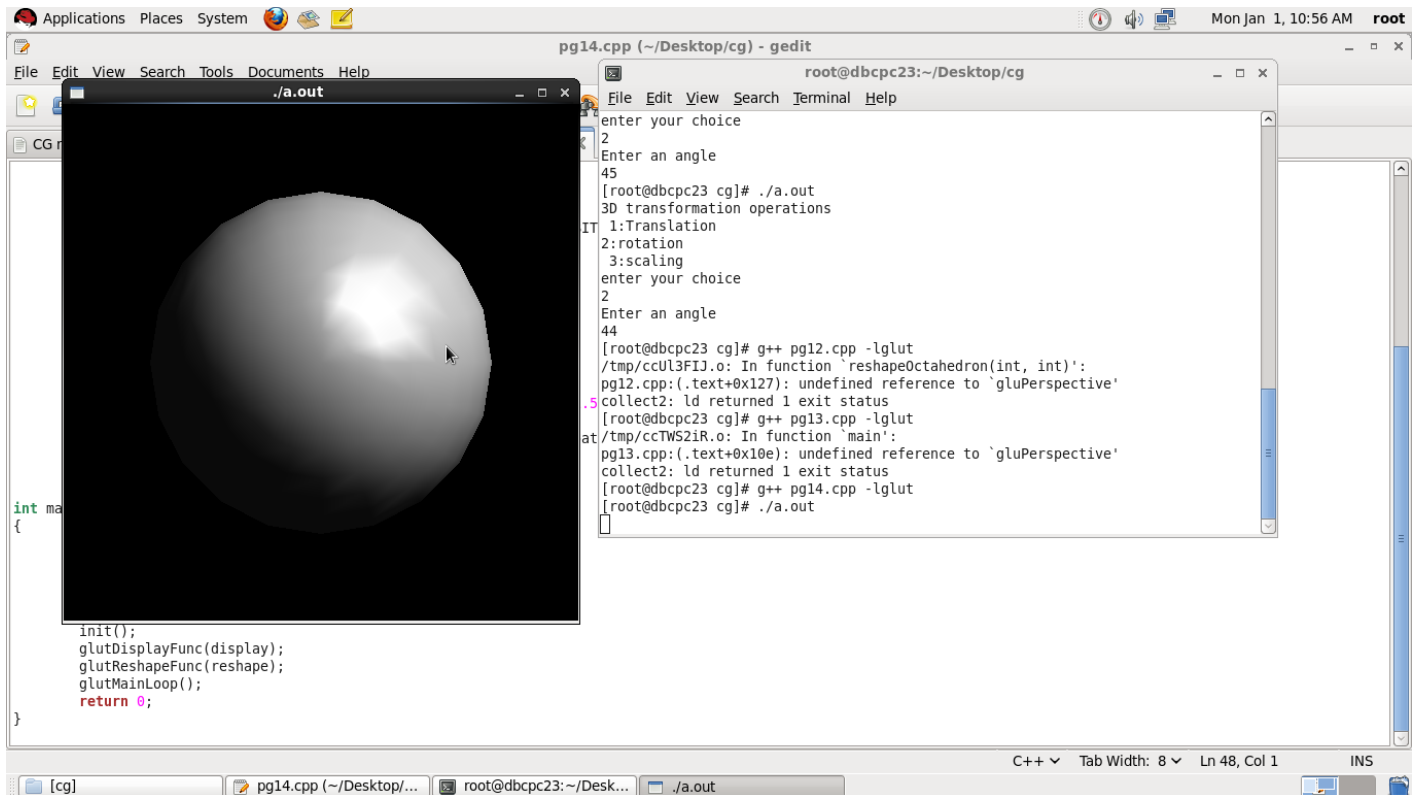 Applications Places System Mon Jan 1, 10:56 AM root
pg14.cpp (~/Desktop/cg) - gedit
File Edit View Search Tools Documents Help
CG
int ma
{
init();
glutDisplayFunc(display);
glutReshapeFunc(reshape);
glutMainLoop();
return 0;
}
C++ Tab Width: 8 Ln 48, Col 1 INS
./a.out
IT
.5
at
root@dbcpc23:~/Desktop/cg
File Edit View Search Terminal Help
enter your choice
2
Enter an angle
45
[root@dbcpc23 cg]# ./a.out
3D transformation operations
1:Translation
2:rotation
3:scaling
enter your choice
2
Enter an angle
44
[root@dbcpc23 cg]# g++ pg12.cpp -lglut
/tmp/ccUl3FIJ.o: In function `reshapeOctahedron(int, int)':
pg12.cpp:(.text+0x127): undefined reference to `gluPerspective'
collect2: ld returned 1 exit status
[root@dbcpc23 cg]# g++ pg13.cpp -lglut
/tmp/ccTWS2iR.o: In function `main':
pg13.cpp:(.text+0x10e): undefined reference to `gluPerspective'
collect2: ld returned 1 exit status
[root@dbcpc23 cg]# g++ pg14.cpp -lglut
[root@dbcpc23 cg]# ./a.out
[cg] pg14.cpp (~/Desktop/... root@dbcpc23:~/Desk... ./a.out